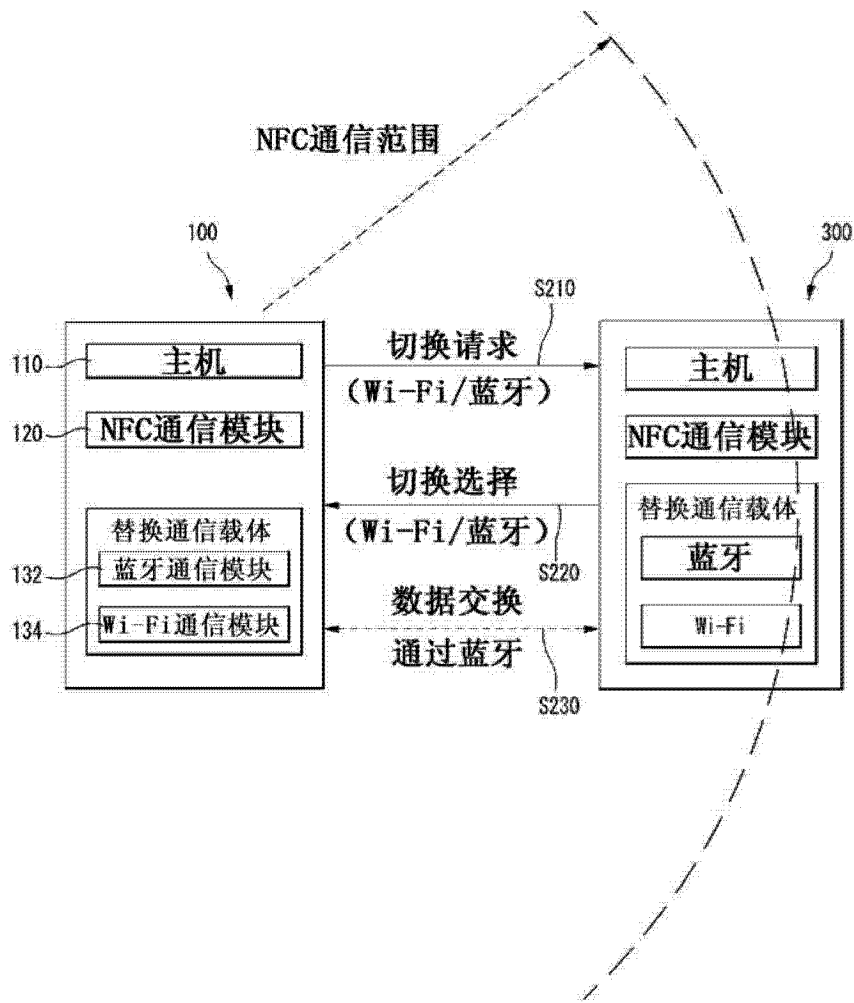 NFC通信范围
100
300
S210
110
主机
切换请求
(Wi-Fi/蓝牙)
主机
120
NFC通信模块
NFC通信模块
切换选择
(Wi-Fi/蓝牙)
S220
替换通信载体
132
蓝牙通信模块
134
Wi-Fi通信模块
替换通信载体
蓝牙
Wi-Fi
数据交换
通过蓝牙
S230